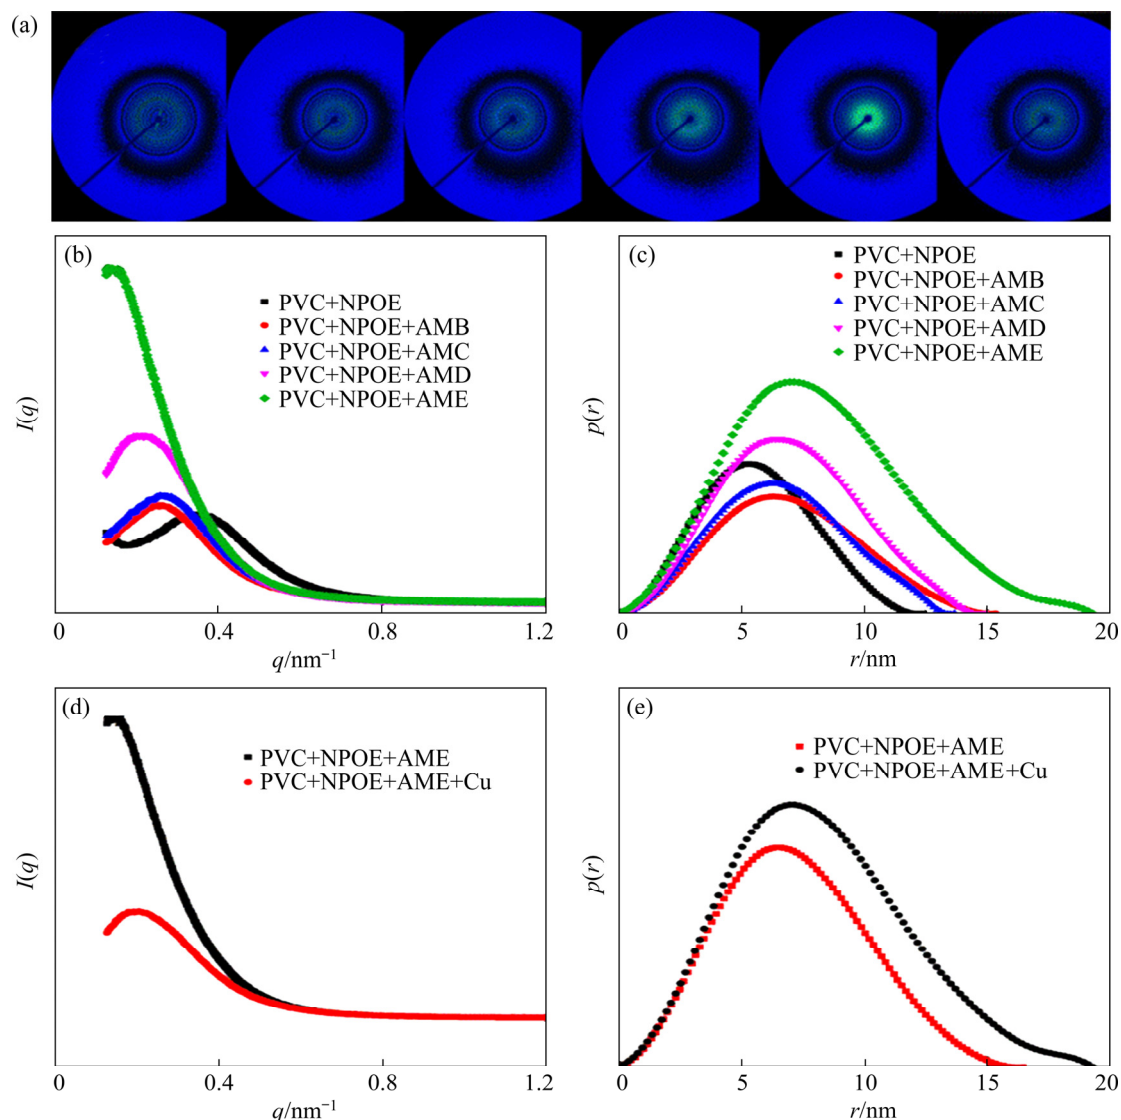 (a)
(b)
PVC+NPOE
PVC+NPOE+AMB
PVC+NPOE+AMC
PVC+NPOE+AMD
PVC+NPOE+AME
I(q)
0 0.4 0.8 1.2
q/nm⁻¹
(c)
PVC+NPOE
PVC+NPOE+AMB
PVC+NPOE+AMC
PVC+NPOE+AMD
PVC+NPOE+AME
p(r)
0 5 10 15 20
r/nm
(d)
PVC+NPOE+AME
PVC+NPOE+AME+Cu
I(q)
0 0.4 0.8 1.2
q/nm⁻¹
(e)
PVC+NPOE+AME
PVC+NPOE+AME+Cu
p(r)
0 5 10 15 20
r/nm